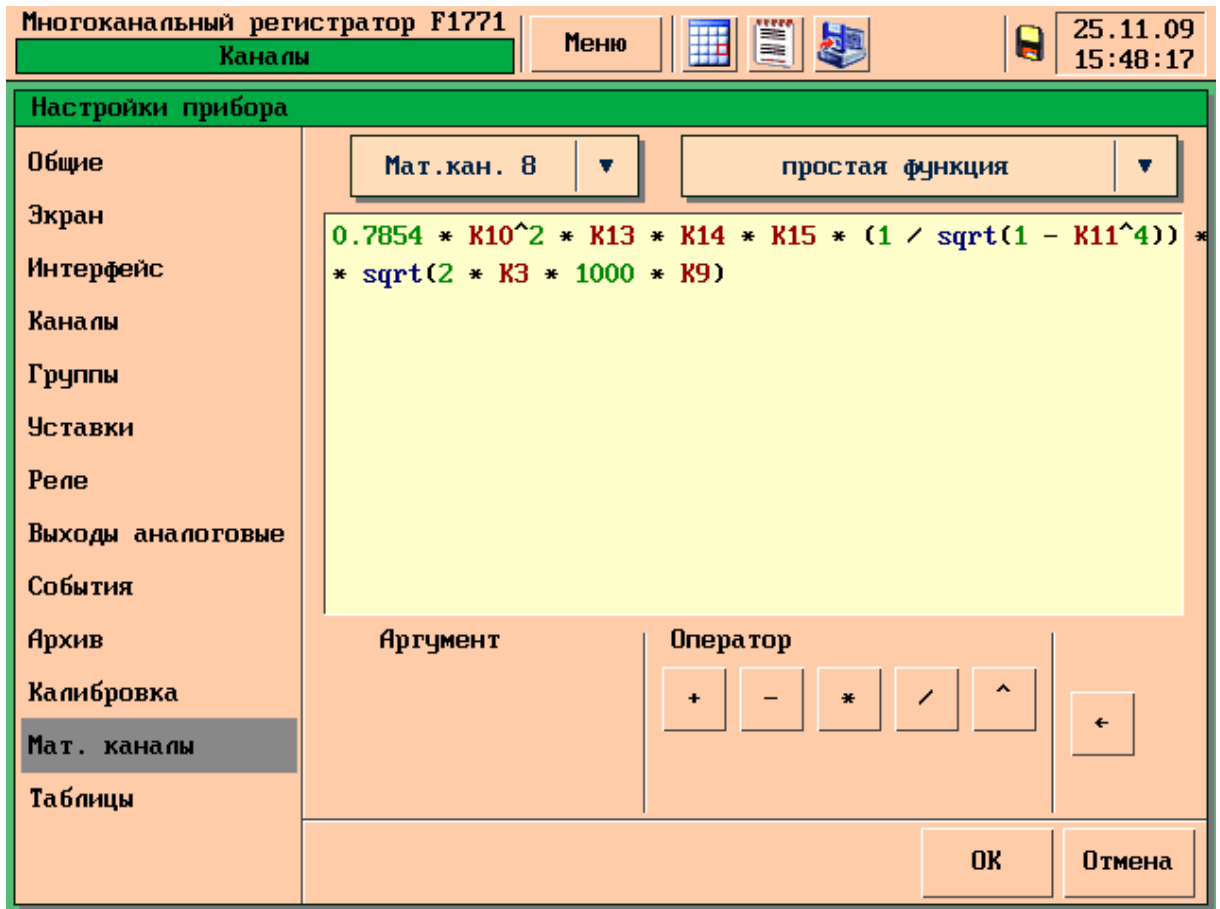 Многоканальный регистратор F1771
Каналы
Меню
25.11.09
15:48:17
Настройки прибора
Общие
Экран
Интерфейс
Каналы
Группы
Уставки
Реле
Выходы аналоговые
События
Архив
Калибровка
Мат. каналы
Таблицы
Мат.кан. 8 ▼
простая функция ▼
0.7854 * K10^2 * K13 * K14 * K15 * (1 / sqrt(1 - K11^4)) *
* sqrt(2 * K3 * 1000 * K9)
Аргумент
Оператор
+ - * / ^
←
OK
Отмена